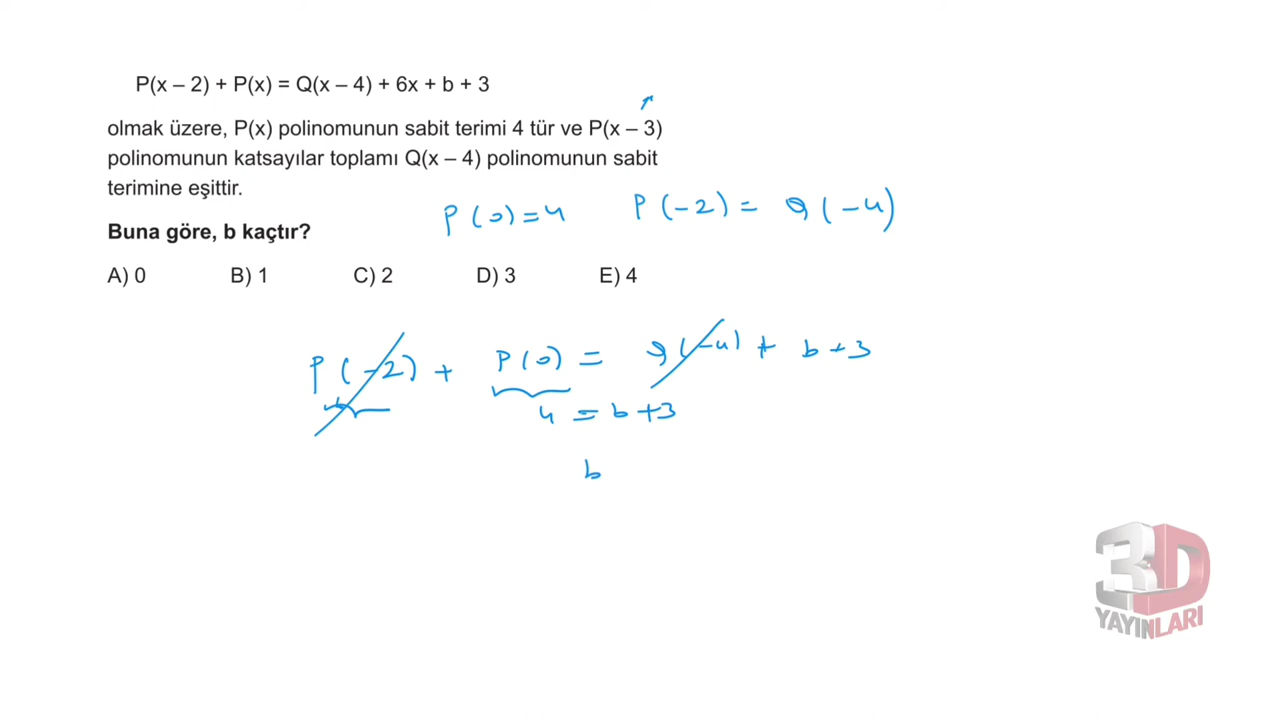 P(x – 2) + P(x) = Q(x – 4) + 6x + b + 3
olmak üzere, P(x) polinomunun sabit terimi 4 tür ve P(x – 3)
polinomunun katsayılar toplamı Q(x – 4) polinomunun sabit
terimine eşittir.
P(0)=4 P(-2)= Q(-4)
Buna göre, b kaçtır?
A) 0 B) 1 C) 2 D) 3 E) 4
P(-2) + P(0) = Q(-4) + b+3
4 = b+3
b
3D
YAYINLARI